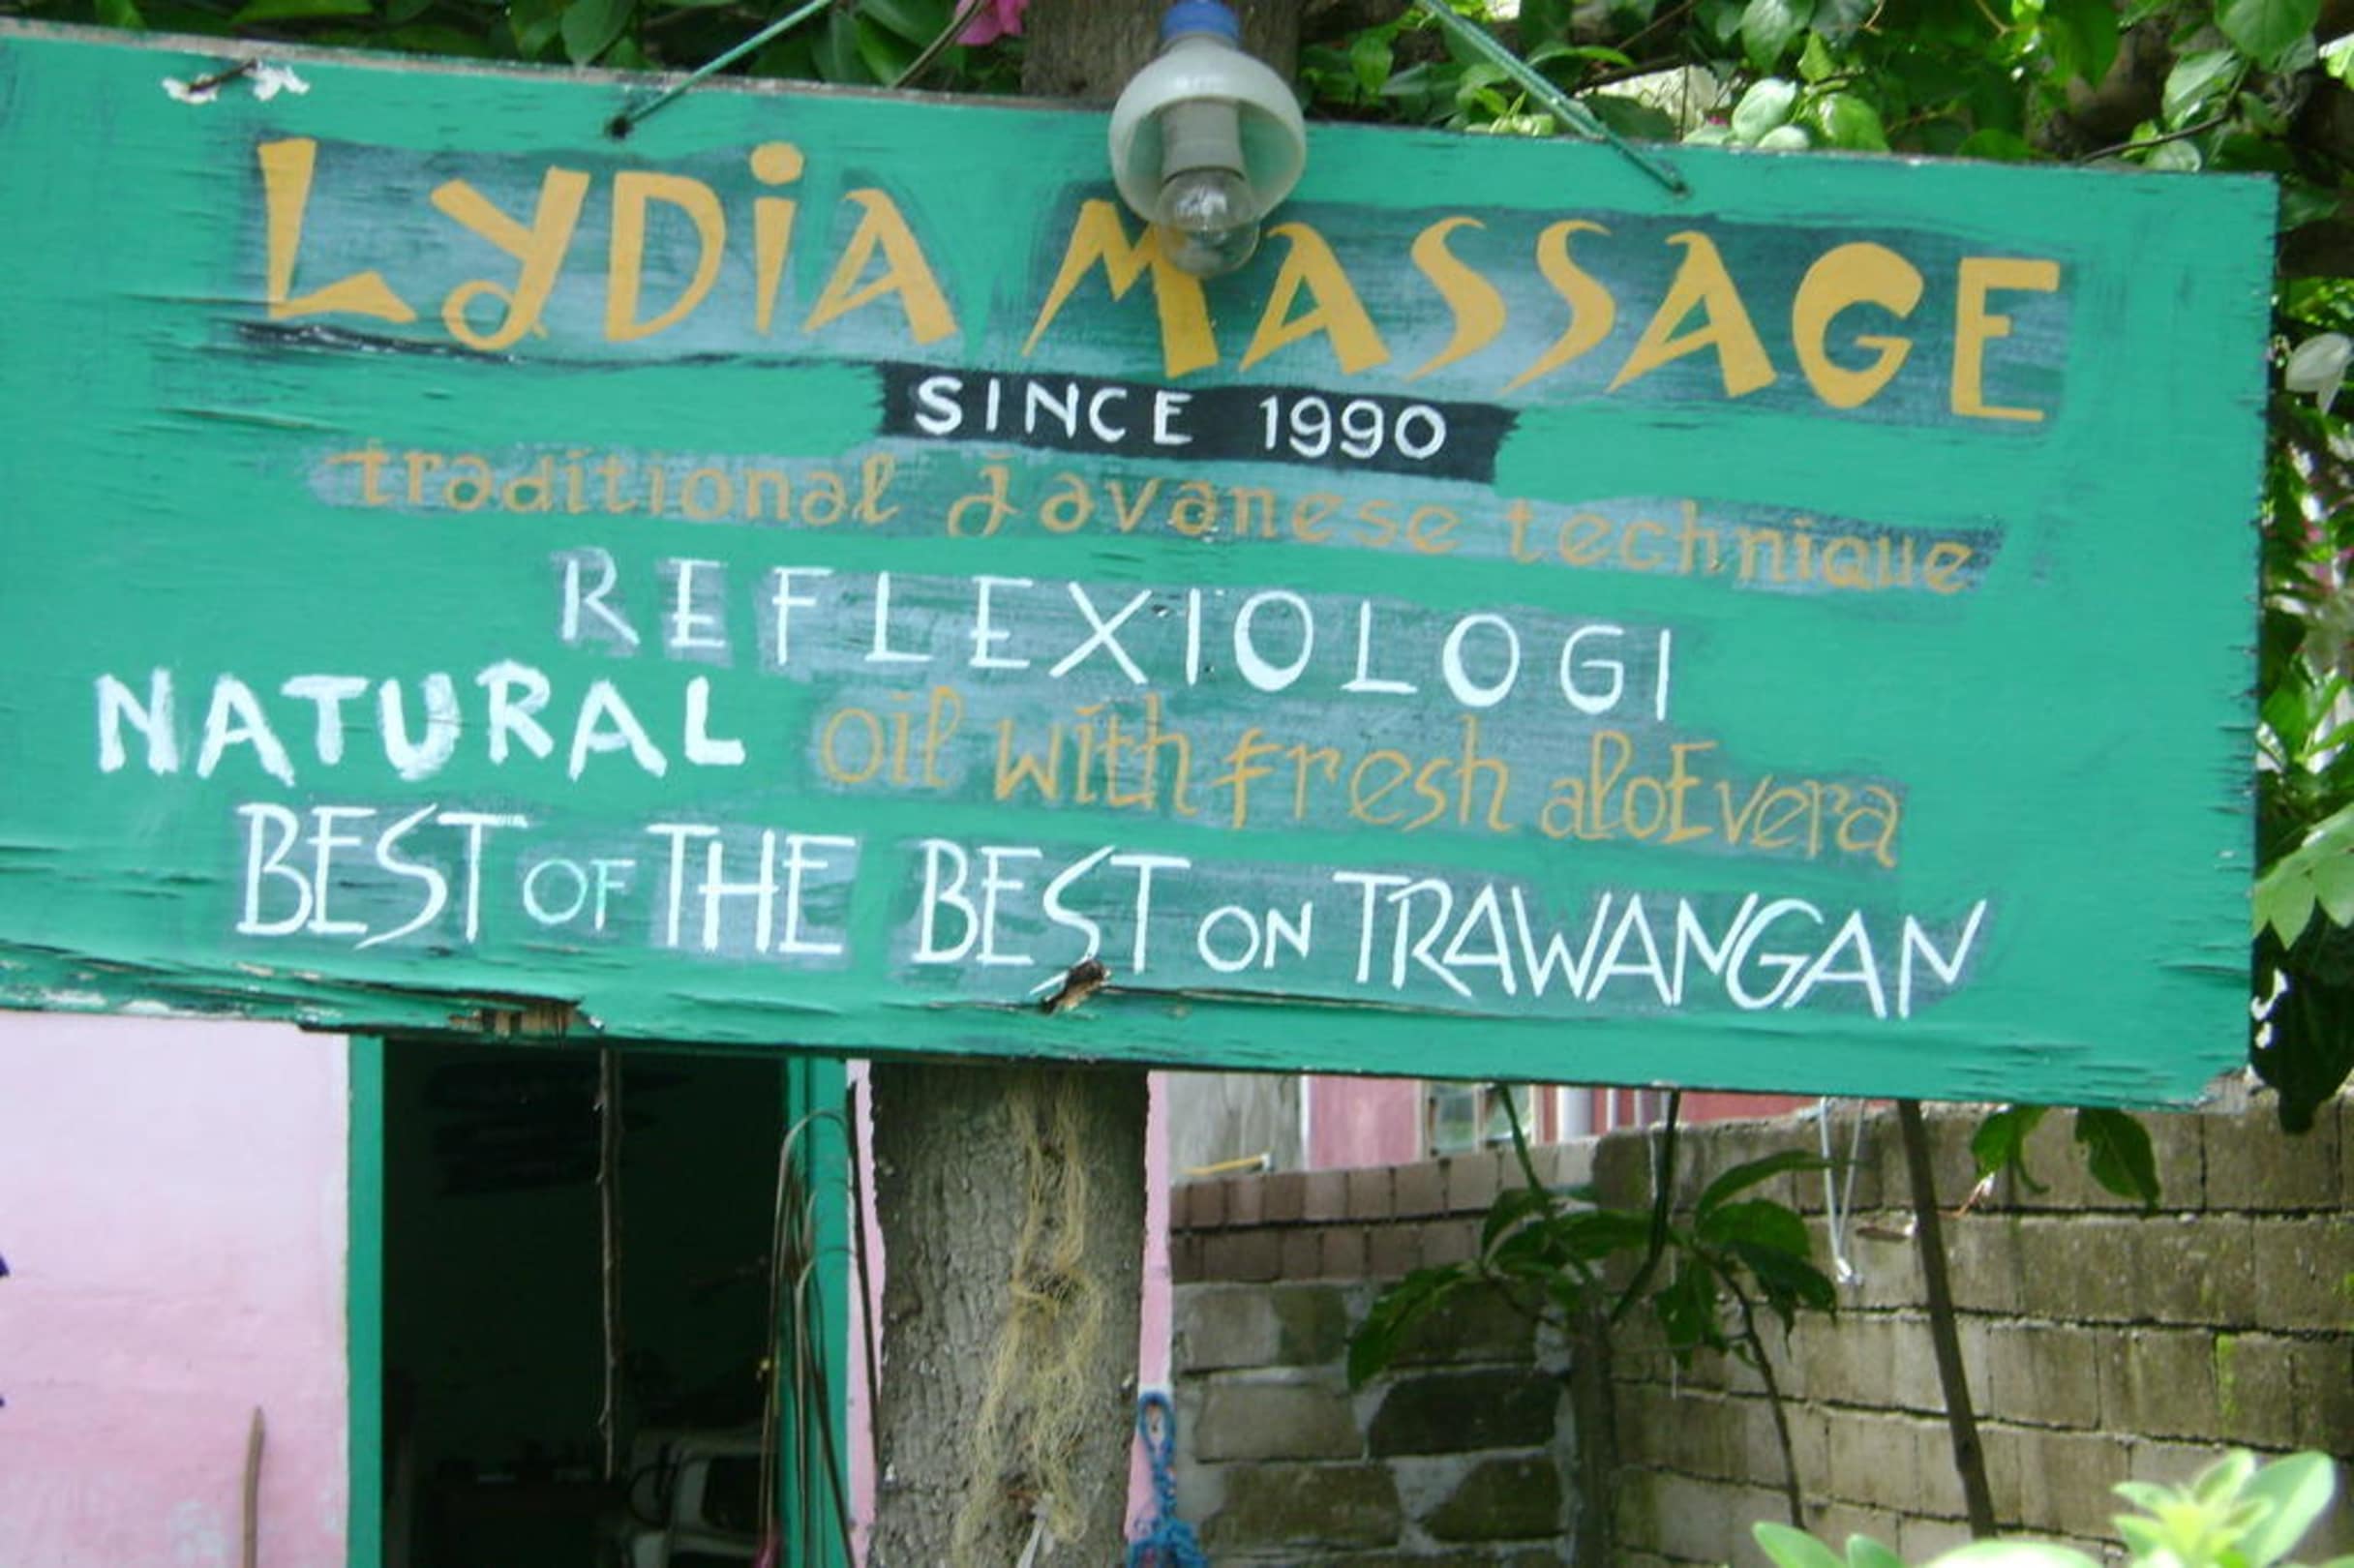 LYDiA MASSAGE
SINCE 1990
traditional javanese technique
REFLEXIOLOGI
NATURAL oil with fresh aloEvera
BEST OF THE BEST ON TRAWANGAN